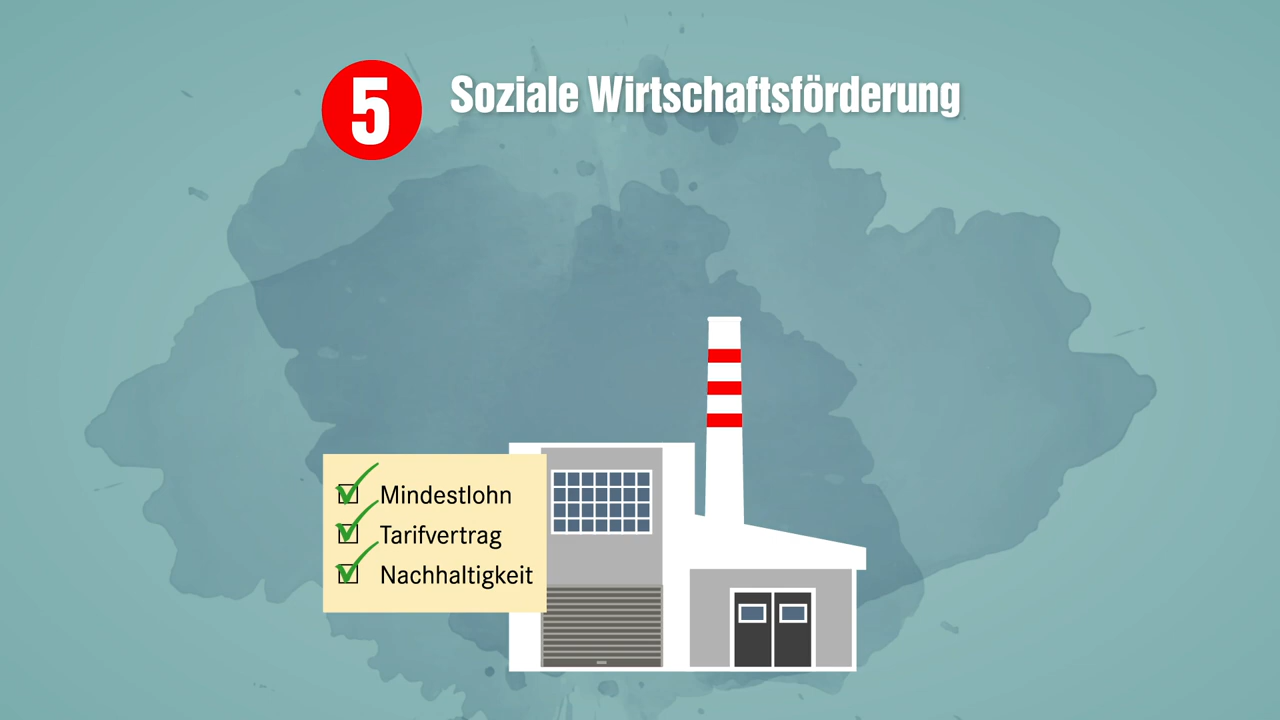 5
Soziale Wirtschaftsförderung
Mindestlohn
Tarifvertrag
Nachhaltigkeit